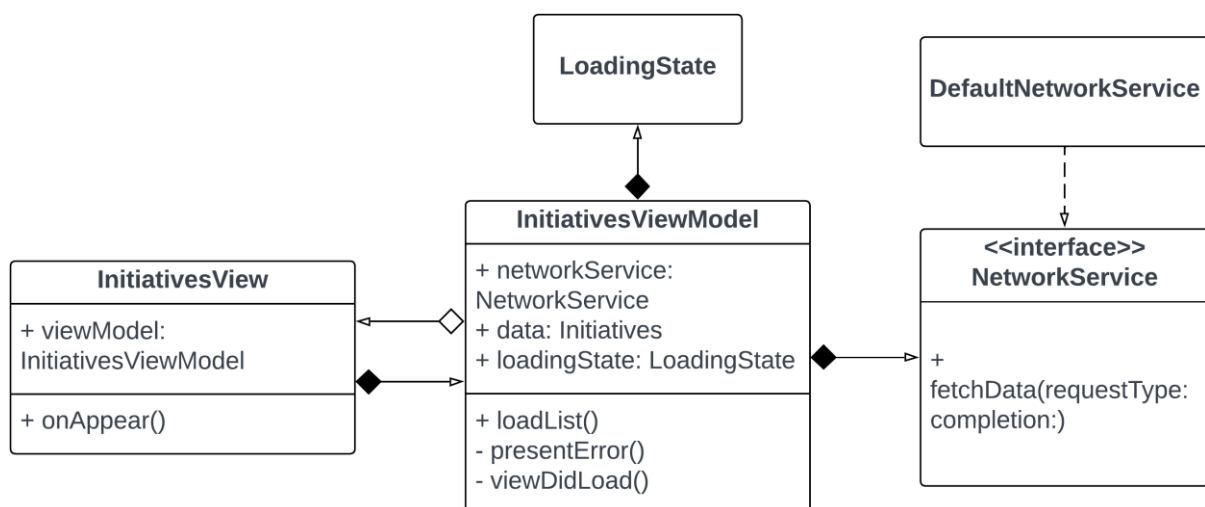 LoadingState
DefaultNetworkService
InitiativesViewModel
+ networkService:
NetworkService
+ data: Initiatives
+ loadingState: LoadingState
+ loadList()
- presentError()
- viewDidLoad()
InitiativesView
+ viewModel:
InitiativesViewModel
+ onAppear()
<<interface>>
NetworkService
+
fetchData(requestType:
completion:)